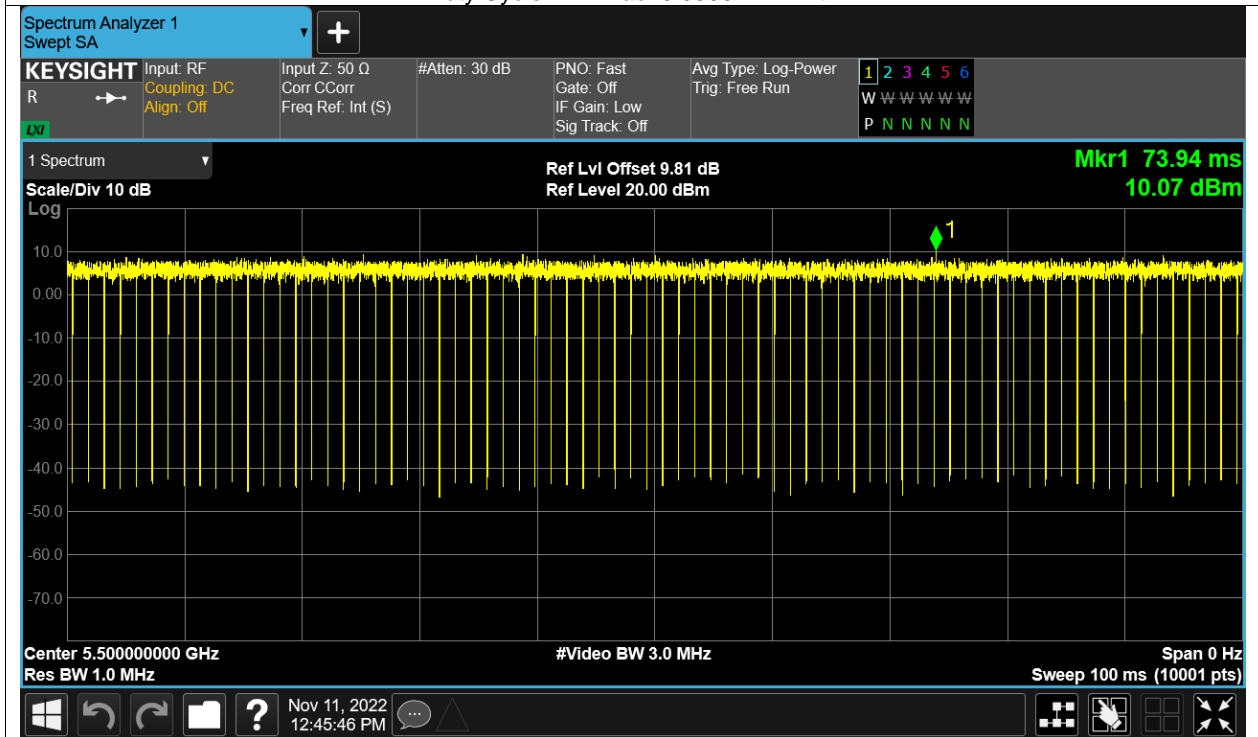 Spectrum Analyzer 1
Swept SA
KEYSIGHT Input: RF Input Z: 50 Ω #Atten: 30 dB PNO: Fast Avg Type: Log-Power 1 2 3 4 5 6
R Coupling: DC Corr CCorr Gate: Off Trig: Free Run W W W W W W
Align: Off Freq Ref: Int (S) IF Gain: Low
LXI Sig Track: Off P N N N N N
1 Spectrum Ref Lvl Offset 9.81 dB Mkr1 73.94 ms
Scale/Div 10 dB Ref Level 20.00 dBm 10.07 dBm
Log
1
10.0
0.00
-10.0
-20.0
-30.0
-40.0
-50.0
-60.0
-70.0
Center 5.500000000 GHz #Video BW 3.0 MHz Span 0 Hz
Res BW 1.0 MHz Sweep 100 ms (10001 pts)
? Nov 11, 2022
12:45:46 PM